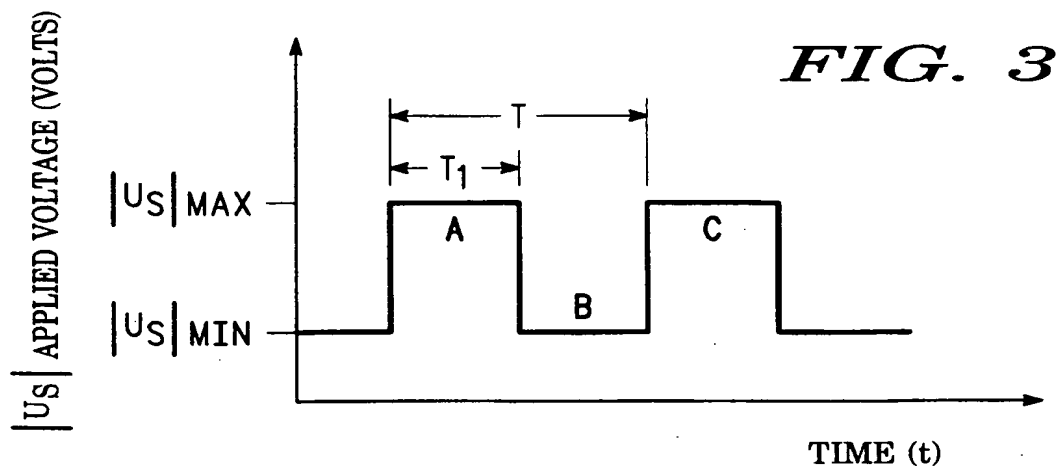 FIG. 3
|US| APPLIED VOLTAGE (VOLTS)
T
T1
|US| MAX
A
C
B
|US| MIN
TIME (t)